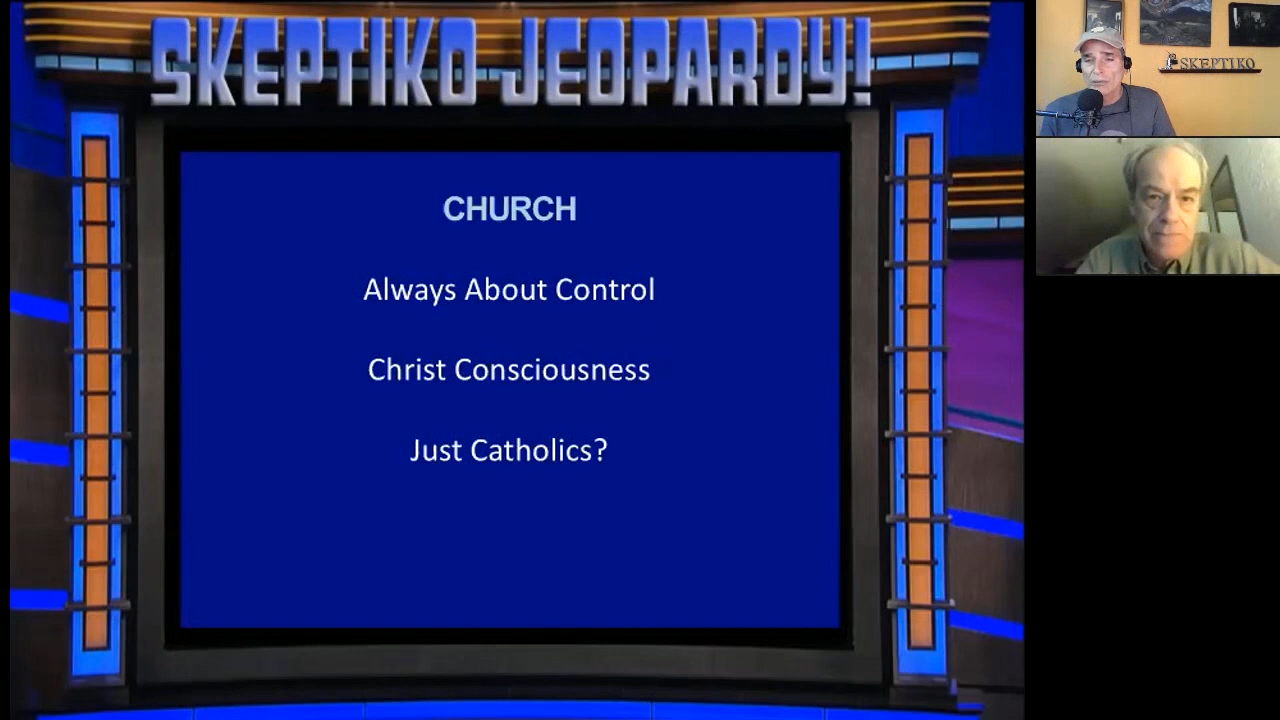 SKEPTIKO JEOPARDY!
SKEPTIKO
CHURCH
Always About Control
Christ Consciousness
Just Catholics?